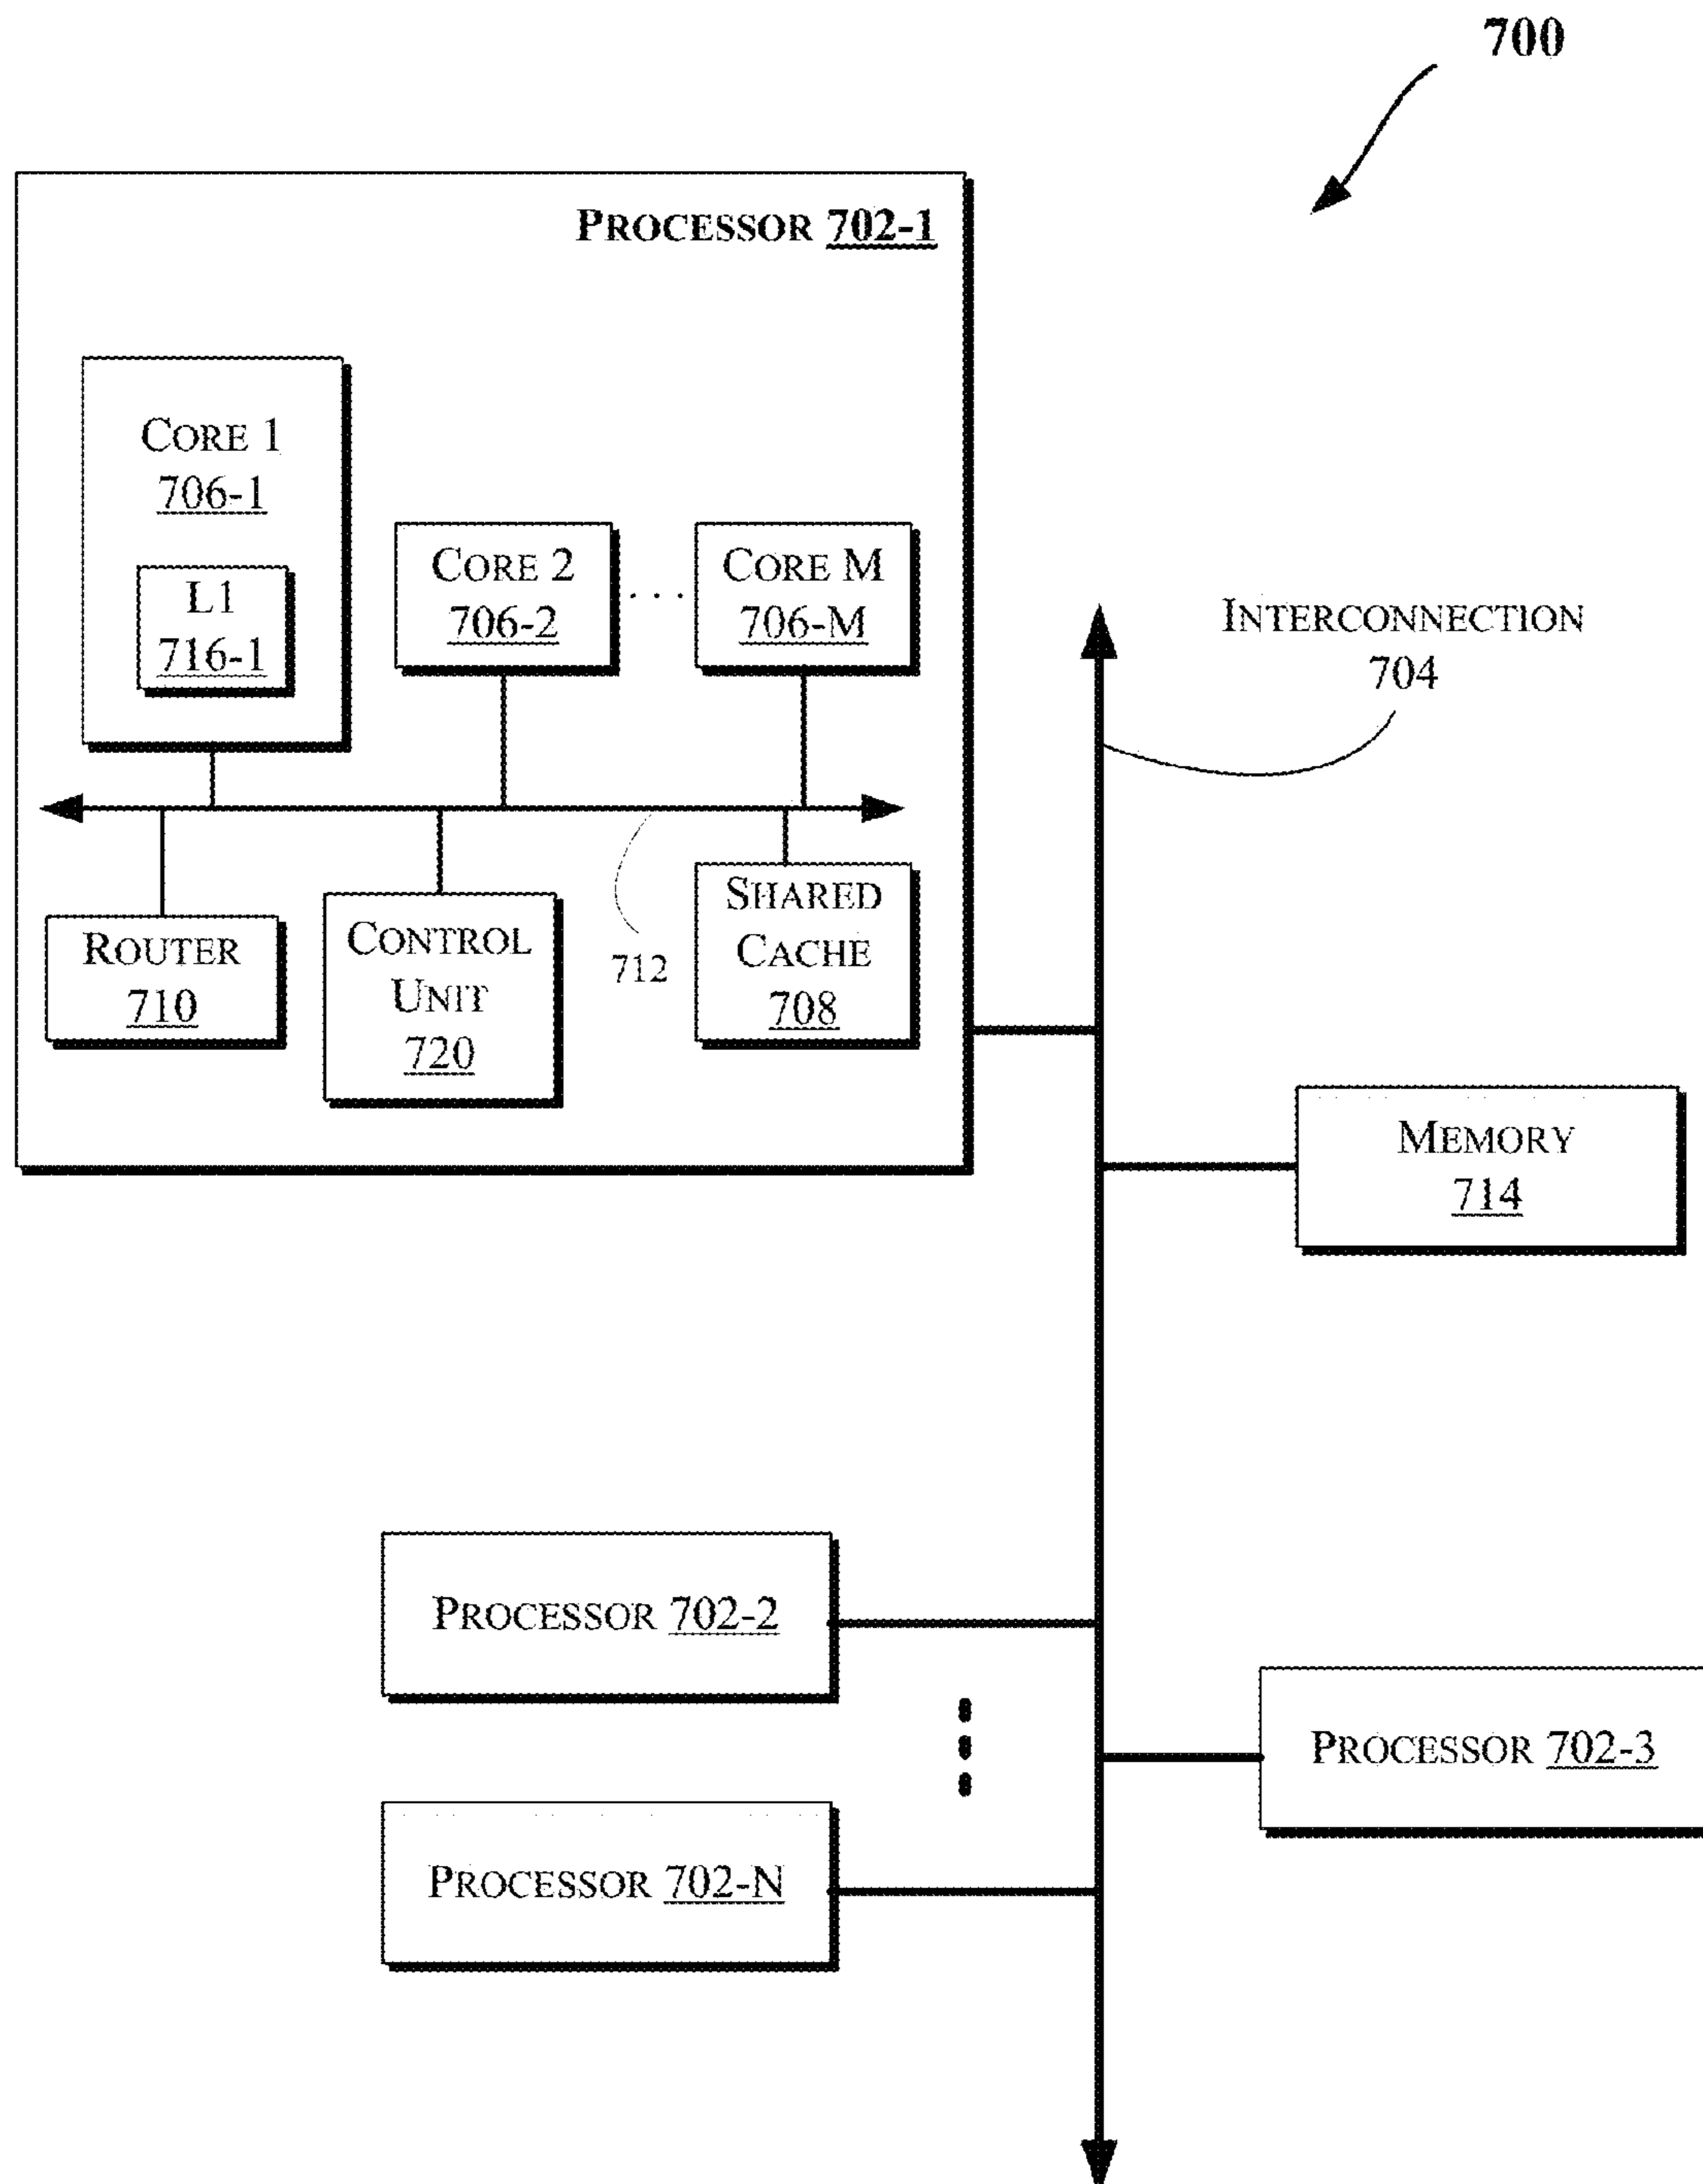 700
PROCESSOR 702-1
CORE 1
706-1
L1
716-1
CORE 2
706-2
. . .
CORE M
706-M
INTERCONNECTION
704
ROUTER
710
CONTROL
UNIT
720
712
SHARED
CACHE
708
MEMORY
714
PROCESSOR 702-2
PROCESSOR 702-3
PROCESSOR 702-N